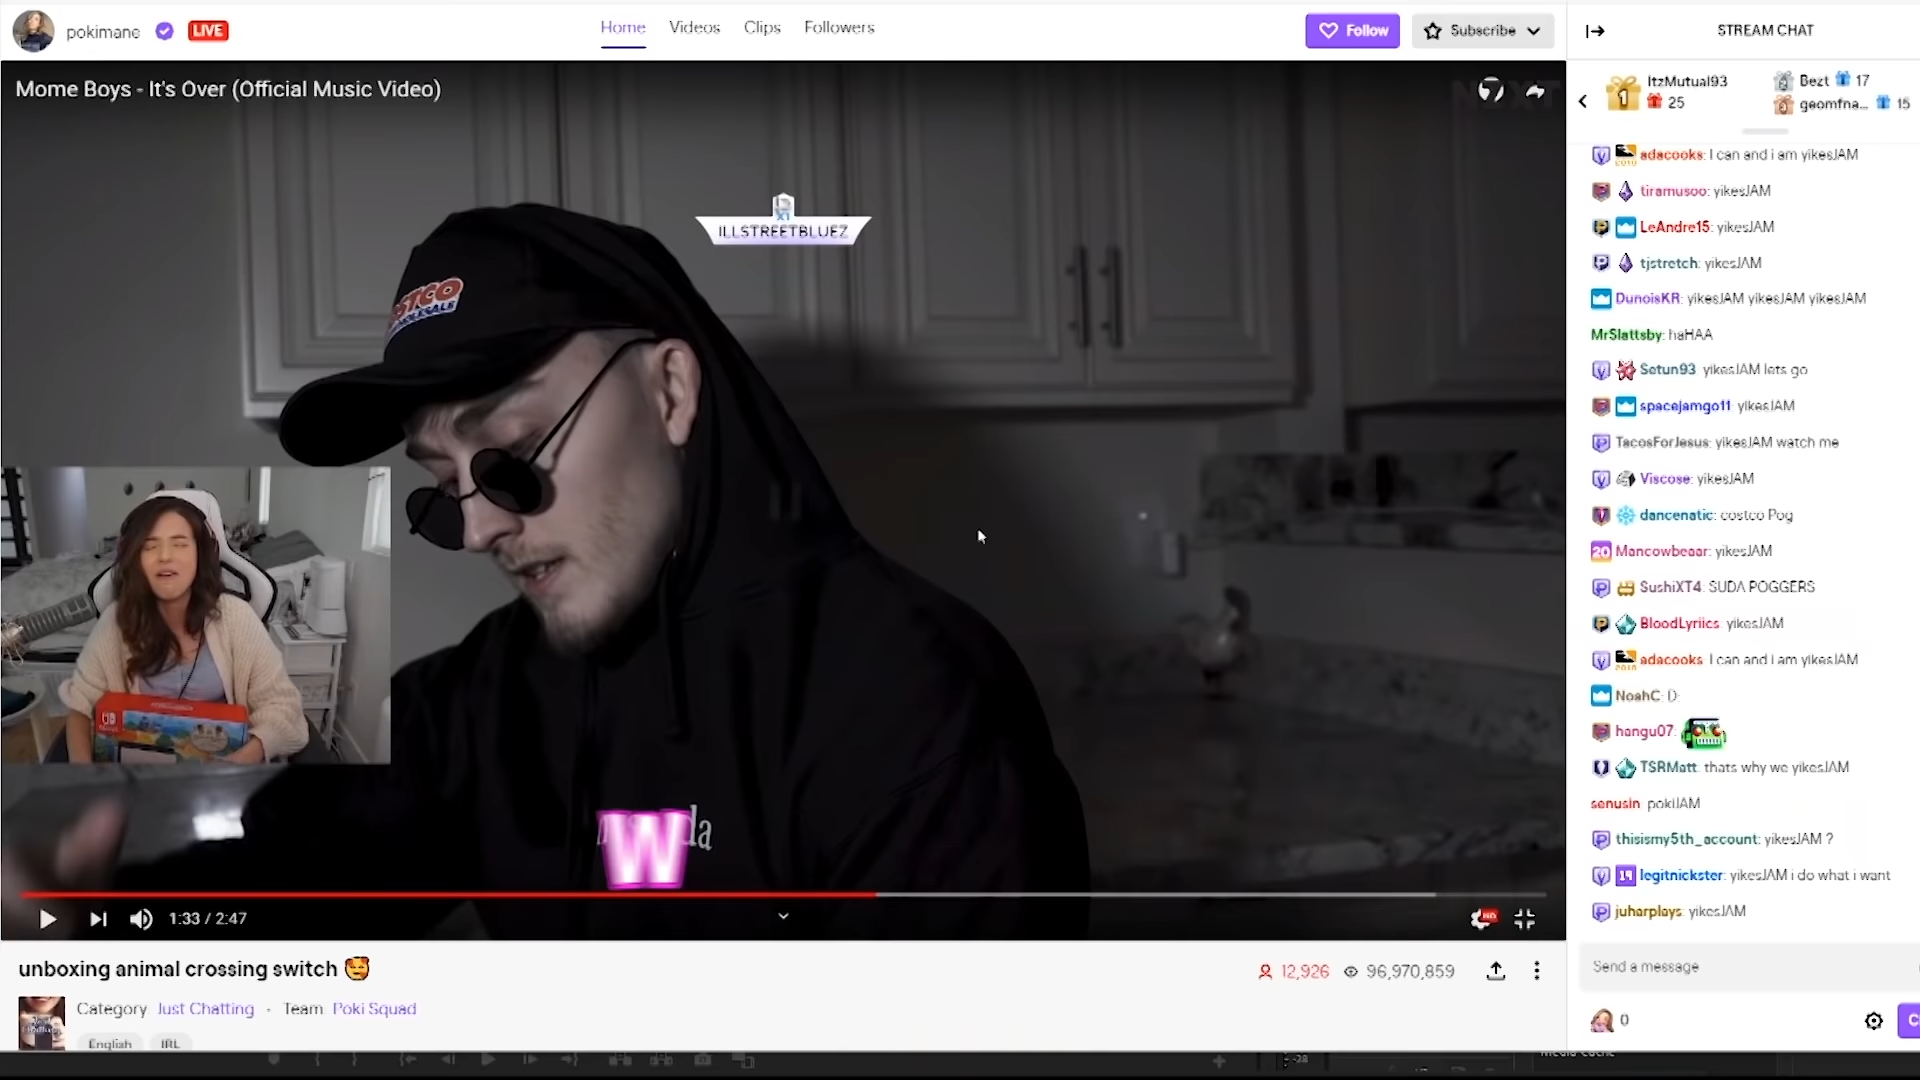 pokimane
LIVE
Home
Videos
Clips
Followers
Follow
Subscribe
STREAM CHAT
Mome Boys - It's Over (Official Music Video)
ItzMutual93
25
Bezt 17
geomfna... 15
ILLSTREETBLUEZ
WHOLESALE
W
1:33 / 2:47
HD
adacooks: I can and i am yikesJAM
tiramusoo: yikesJAM
LeAndre15: yikesJAM
tjstretch: yikesJAM
DunoisKR: yikesJAM yikesJAM yikesJAM
MrSlattsby: haHAA
Setun93 yikesJAM lets go
spacejamgo11: yikesJAM
TacosForJesus: yikesJAM watch me
Viscose: yikesJAM
dancenatic: costco Pog
20 Mancowbeaar: yikesJAM
SushiXT4: SUDA POGGERS
BloodLyriics yikesJAM
adacooks: I can and i am yikesJAM
NoahC: D:
hangu07:
TSRMatt: thats why we yikesJAM
senusin pokiJAM
thisismy5th_account: yikesJAM ?
legitnickster: yikesJAM i do what i want
juharplays: yikesJAM
Send a message
0
unboxing animal crossing switch
12,926
96,970,859
Category Just Chatting · Team Poki Squad
English
IRL